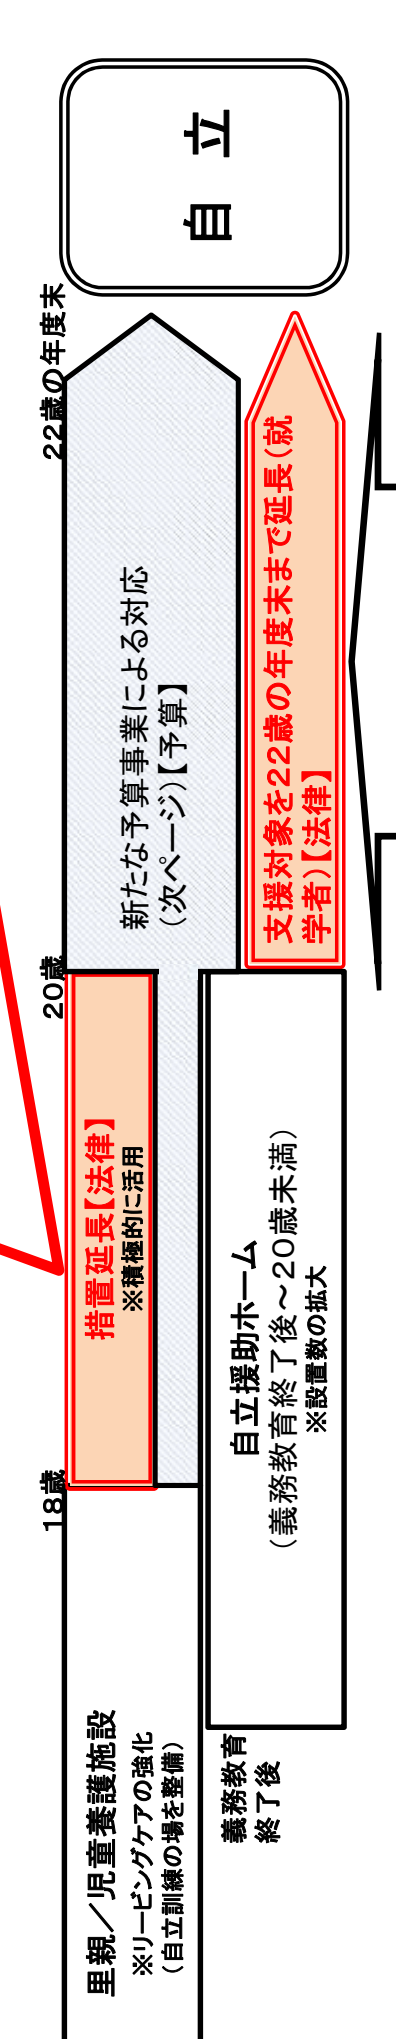 里親／児童養護施設
※リービングケアの強化
（自立訓練の場を整備）
18歳
措置延長【法律】
※積極的に活用
20歳
新たな予算事業による対応
（次ページ）【予算】
22歳の年度末
義務教育
終了後
自立援助ホーム
（義務教育終了後～20歳未満）
※設置数の拡大
支援対象を22歳の年度末まで延長（就
学者）【法律】
自 立